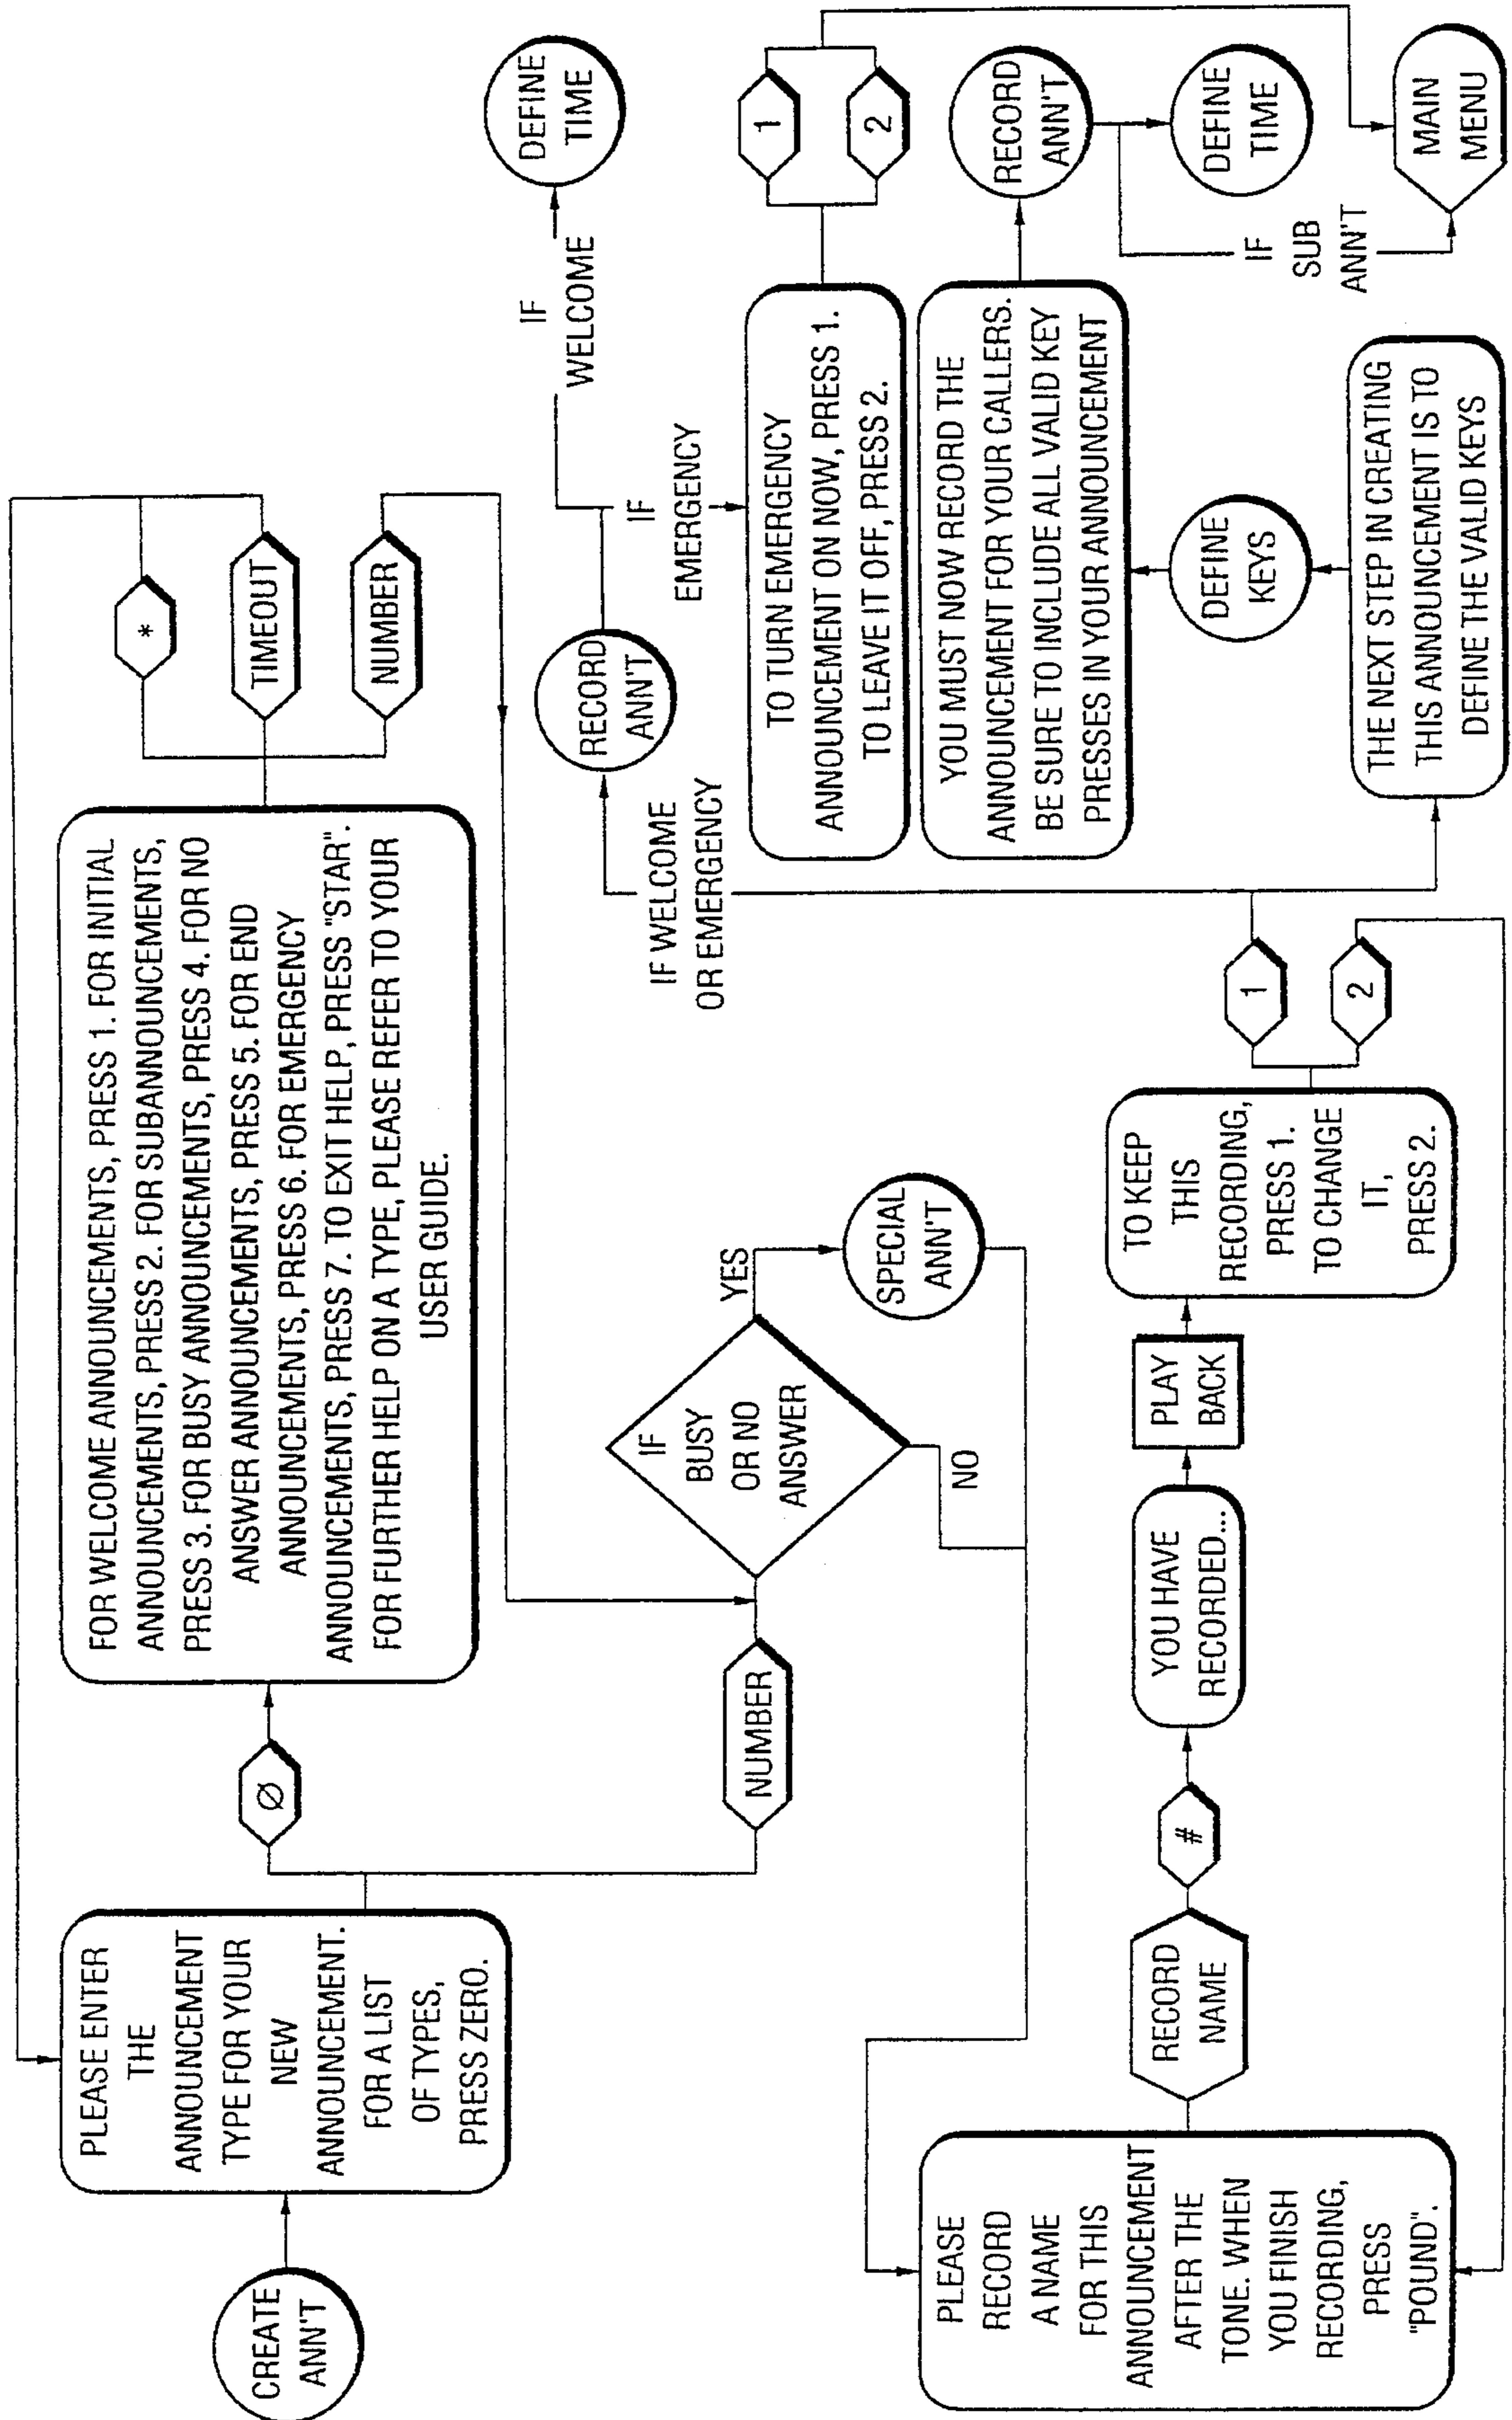 CREATE
ANN'T
PLEASE ENTER
THE
ANNOUNCEMENT
TYPE FOR YOUR
NEW
ANNOUNCEMENT.
FOR A LIST
OF TYPES,
PRESS ZERO.
Ø
FOR WELCOME ANNOUNCEMENTS, PRESS 1. FOR INITIAL
ANNOUNCEMENTS, PRESS 2. FOR SUBANNOUNCEMENTS,
PRESS 3. FOR BUSY ANNOUNCEMENTS, PRESS 4. FOR NO
ANSWER ANNOUNCEMENTS, PRESS 5. FOR END
ANNOUNCEMENTS, PRESS 6. FOR EMERGENCY
ANNOUNCEMENTS, PRESS 7. TO EXIT HELP, PRESS "STAR".
FOR FURTHER HELP ON A TYPE, PLEASE REFER TO YOUR
USER GUIDE.
*
TIMEOUT
NUMBER
NUMBER
IF
BUSY
OR NO
ANSWER
YES
NO
SPECIAL
ANN'T
PLEASE
RECORD
A NAME
FOR THIS
ANNOUNCEMENT
AFTER THE
TONE. WHEN
YOU FINISH
RECORDING,
PRESS
"POUND".
RECORD
NAME
#
YOU HAVE
RECORDED...
PLAY
BACK
TO KEEP
THIS
RECORDING,
PRESS 1.
TO CHANGE
IT,
PRESS 2.
1
2
IF WELCOME
OR EMERGENCY
RECORD
ANN'T
IF
WELCOME
DEFINE
TIME
IF
EMERGENCY
TO TURN EMERGENCY
ANNOUNCEMENT ON NOW, PRESS 1.
TO LEAVE IT OFF, PRESS 2.
1
2
THE NEXT STEP IN CREATING
THIS ANNOUNCEMENT IS TO
DEFINE THE VALID KEYS
DEFINE
KEYS
YOU MUST NOW RECORD THE
ANNOUNCEMENT FOR YOUR CALLERS.
BE SURE TO INCLUDE ALL VALID KEY
PRESSES IN YOUR ANNOUNCEMENT
RECORD
ANN'T
DEFINE
TIME
IF
SUB
ANN'T
MAIN
MENU